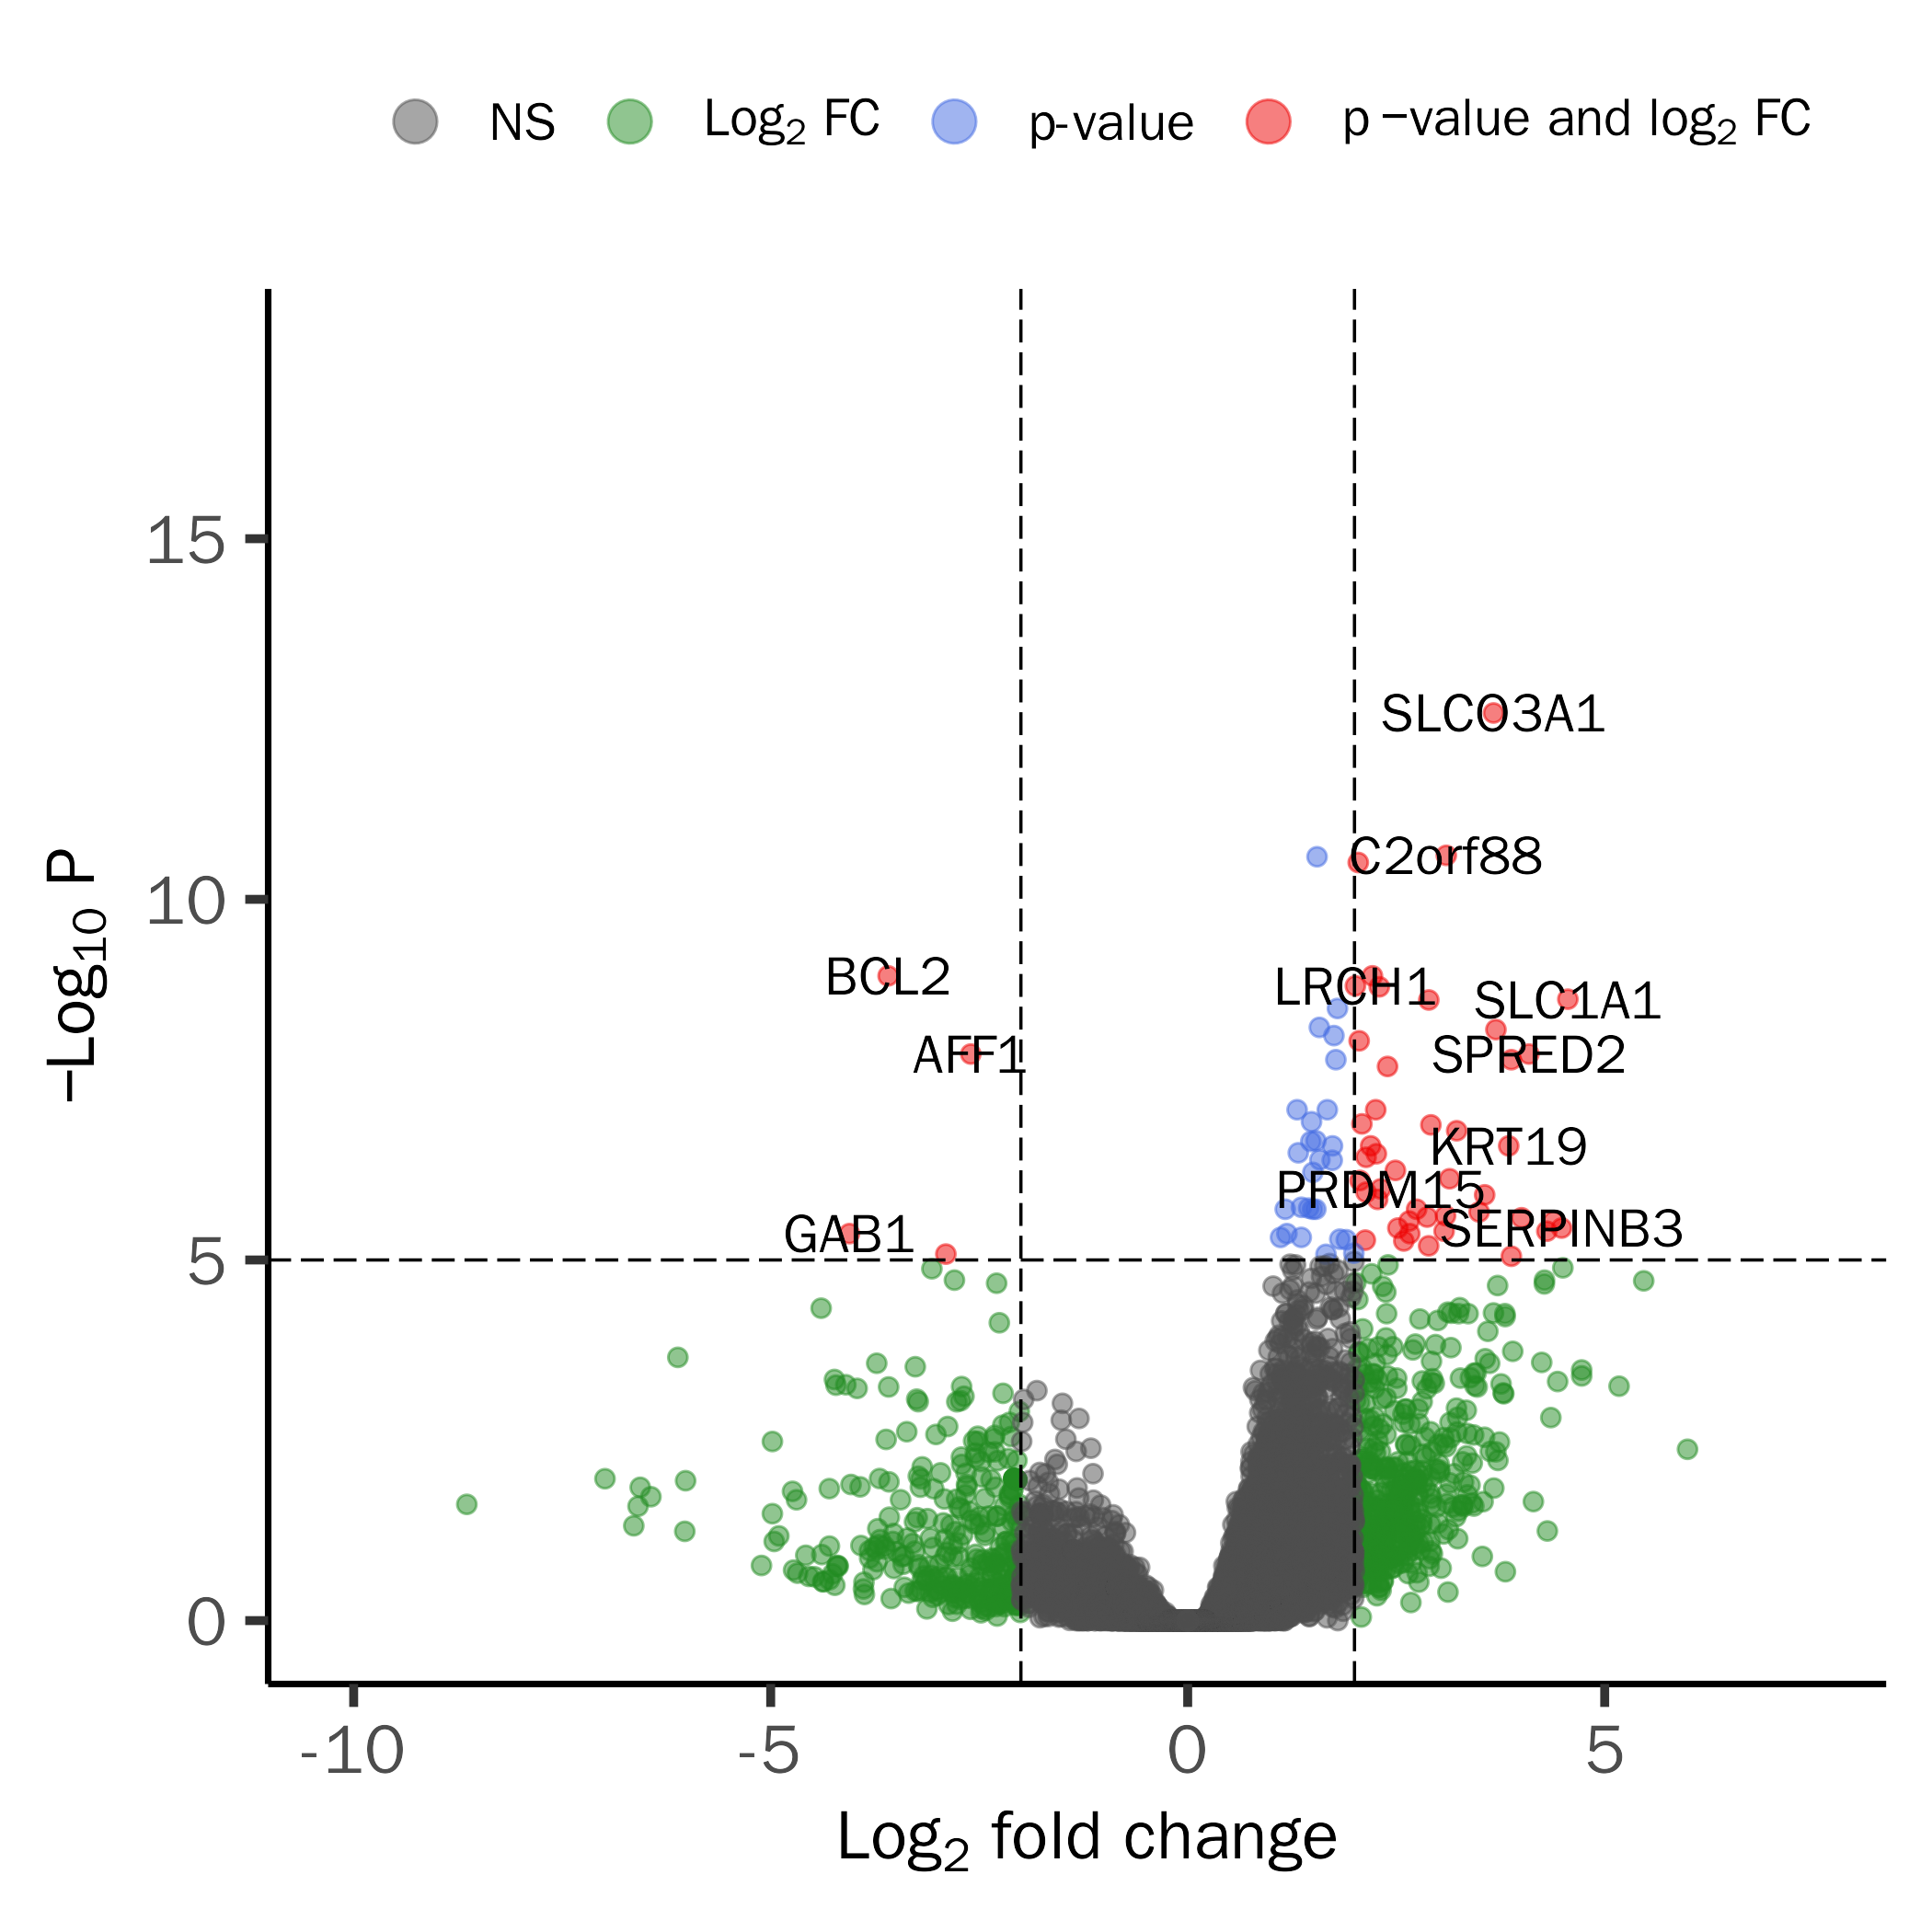 NS Log2 FC p-value p –value and log2 FC
–Log10 P
15
10
5
0
SLCO3A1
C2orf88
BCL2
LRCH1
SLC1A1
AFF1
SPRED2
KRT19
PRDM15
GAB1
SERPINB3
-10 -5 0 5
Log2 fold change